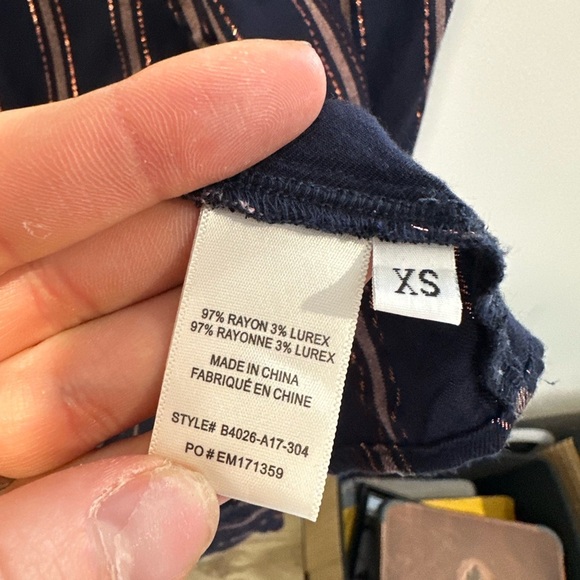 97% RAYON 3% LUREX
97% RAYONNE 3% LUREX
MADE IN CHINA
FABRIQUÉ EN CHINE
STYLE# B4026-A17-304
PO # EM171359
XS